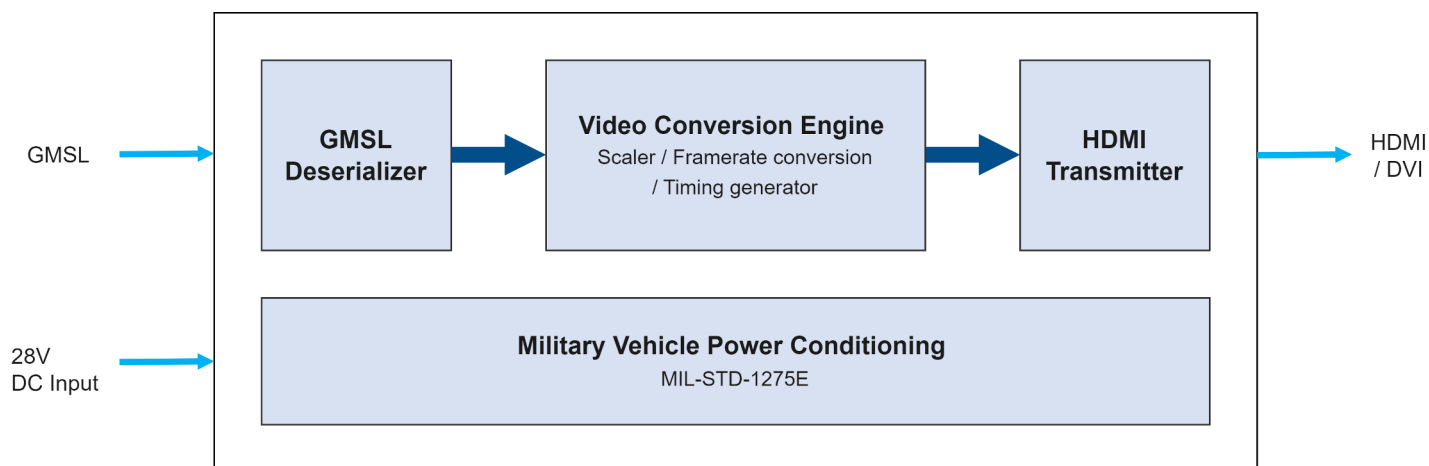 GMSL
GMSL
Deserializer
Video Conversion Engine
Scaler / Framerate conversion
/ Timing generator
HDMI
Transmitter
HDMI
/ DVI
28V
DC Input
Military Vehicle Power Conditioning
MIL-STD-1275E